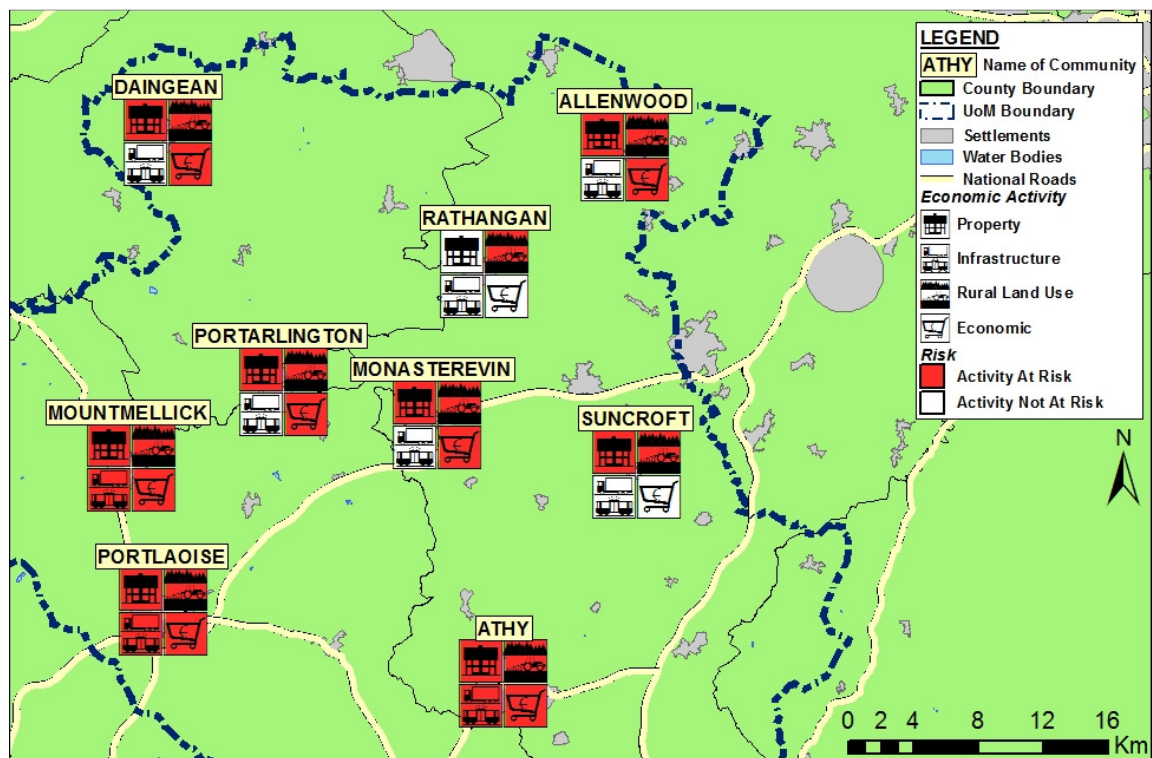 DAINGEAN
ALLENWOOD
RATHANGAN
PORTARLINGTON
MONASTEREVIN
MOUNTMELLICK
SUNCROFT
PORTLAOISE
ATHY
LEGEND
ATHY Name of Community
County Boundary
UoM Boundary
Settlements
Water Bodies
National Roads
Economic Activity
Property
Infrastructure
Rural Land Use
Economic
Risk
Activity At Risk
Activity Not At Risk
N
0 2 4 8 12 16
Km